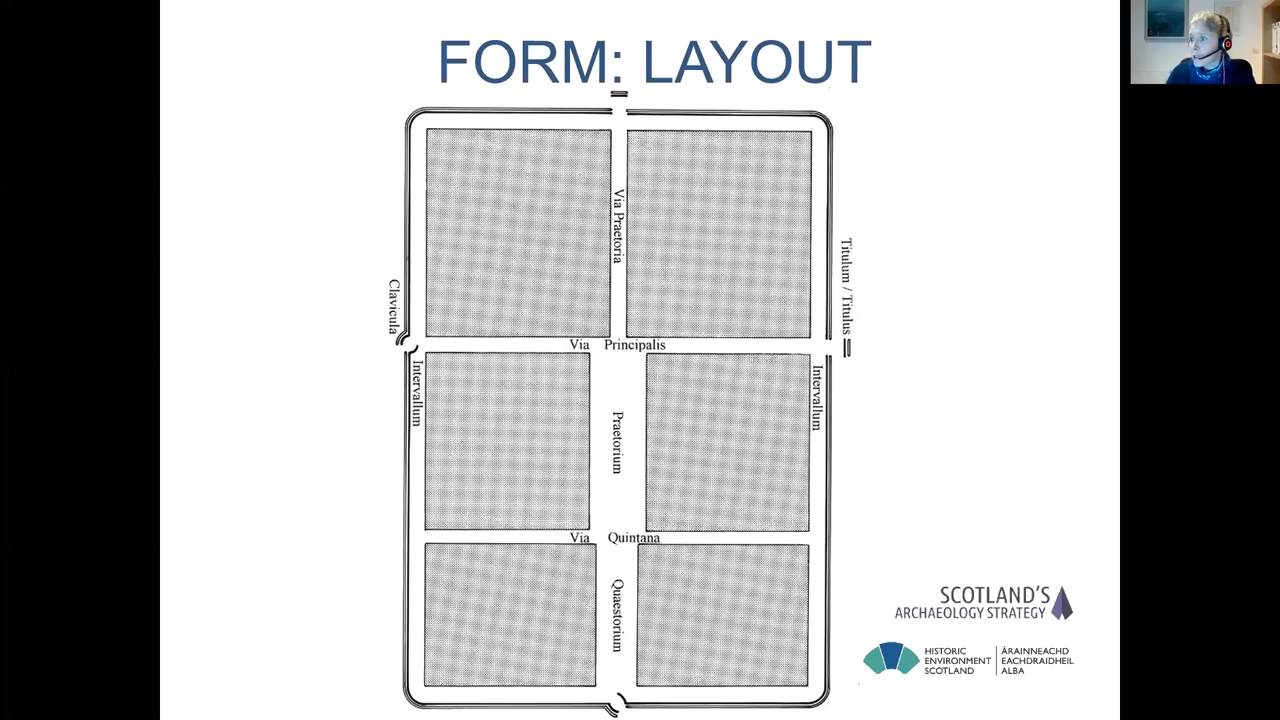 FORM: LAYOUT
Via Praetoria
Titulum / Titulus
Clavicula
Via Principalis
Intervallum
Intervallum
Praetorium
Via Quintana
Quaestorium
SCOTLAND'S
ARCHAEOLOGY STRATEGY
HISTORIC
ENVIRONMENT
SCOTLAND
ÀRAINNEACHD
EACHDRAIDHEIL
ALBA